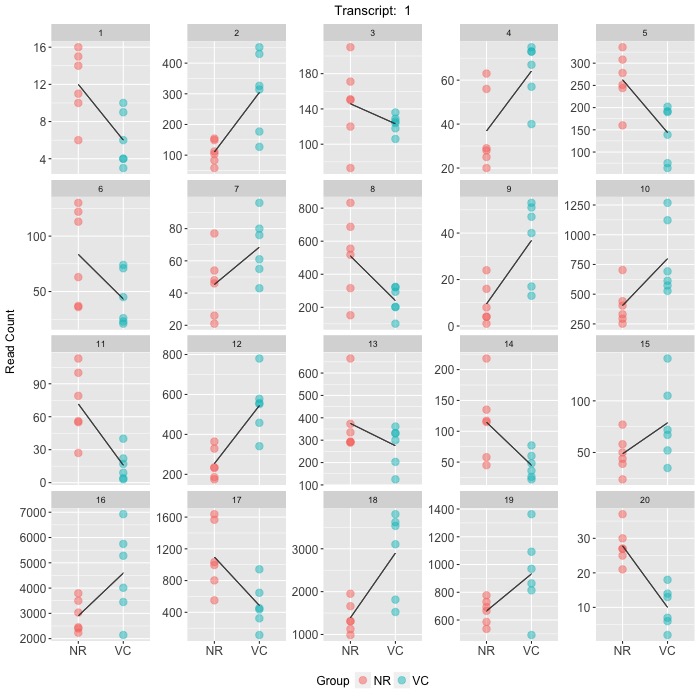 Transcript: 1
1 2 3 4 5
16 12 8 4
400 300 200 100
180 140 100
60 40 20
300 250 200 150 100
6 7 8 9 10
100 50
80 60 40 20
800 600 400 200
40 20 0
1250 1000 750 500 250
Read Count
11 12 13 14 15
90 60 30 0
800 600 400 200
600 500 400 300 200 100
200 150 100 50
100 50
16 17 18 19 20
7000 6000 5000 4000 3000 2000
1600 1200 800 400
3000 2000 1000
1400 1200 1000 800 600
30 20 10
NR VC NR VC NR VC NR VC NR VC
Group NR VC